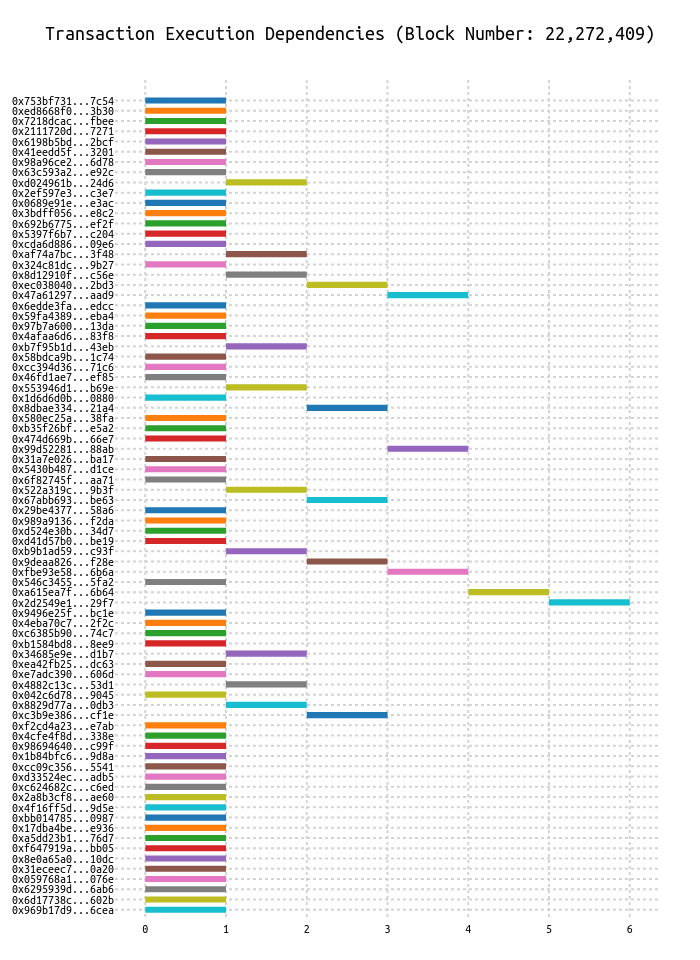 Transaction Execution Dependencies (Block Number: 22,272,409)
0x753bf731...7c54
0xed8668f0...3b30
0x7218dcac...fbee
0x2111720d...7271
0x6198b5bd...2bcf
0x41eedd5f...3201
0x98a96ce2...6d78
0x63c593a2...e92c
0xd024961b...24d6
0x2ef597e3...c3e7
0x0689e91e...e3ac
0x3bdff056...e8c2
0x692b6775...ef2f
0x5397f6b7...c204
0xcda6d886...09e6
0xaf74a7bc...3f48
0x324c81dc...9b27
0x8d12910f...c56e
0xec038040...2bd3
0x47a61297...aad9
0x6edde3fa...edcc
0x59fa4389...eba4
0x97b7a600...13da
0x4afaa6d6...83f8
0xb7f95b1d...43eb
0x58bdca9b...1c74
0xcc394d36...71c6
0x46fd1ae7...ef85
0x553946d1...b69e
0x1d6d6d0b...0880
0x8dbae334...21a4
0x580ec25a...38fa
0xb35f26bf...e5a2
0x474d669b...66e7
0x99d52281...88ab
0x31a7e026...ba17
0x5430b487...d1ce
0x6f82745f...aa71
0x522a319c...9b3f
0x67abb693...be63
0x29be4377...58a6
0x989a9136...f2da
0xd524e30b...34d7
0xd41d57b0...be19
0xb9b1ad59...c93f
0x9deaa826...f28e
0xfbe93e58...6b6a
0x546c3455...5fa2
0xa615ea7f...6b64
0x2d2549e1...29f7
0x9496e25f...bc1e
0x4eba70c7...2f2c
0xc6385b90...74c7
0xb1584bd8...8ee9
0x34685e9e...d1b7
0xea42fb25...dc63
0xe7adc390...606d
0x4882c13c...53d1
0x042c6d78...9045
0x8829d77a...0db3
0xc3b9e386...cf1e
0xf2cd4a23...e7ab
0x4cfe4f8d...338e
0x98694640...c99f
0x1b84bfc6...9d8a
0xcc09c356...5541
0xd33524ec...adb5
0xc624682c...c6ed
0x2a8b3cf8...ae60
0x4f16ff5d...9d5e
0xbb014785...0987
0x17dba4be...e936
0xa5dd23b1...76d7
0xf647919a...bb05
0x8e0a65a0...10dc
0x31eceec7...0a20
0x059768a1...076e
0x6295939d...6ab6
0x6d17738c...602b
0x969b17d9...6cea
0 1 2 3 4 5 6